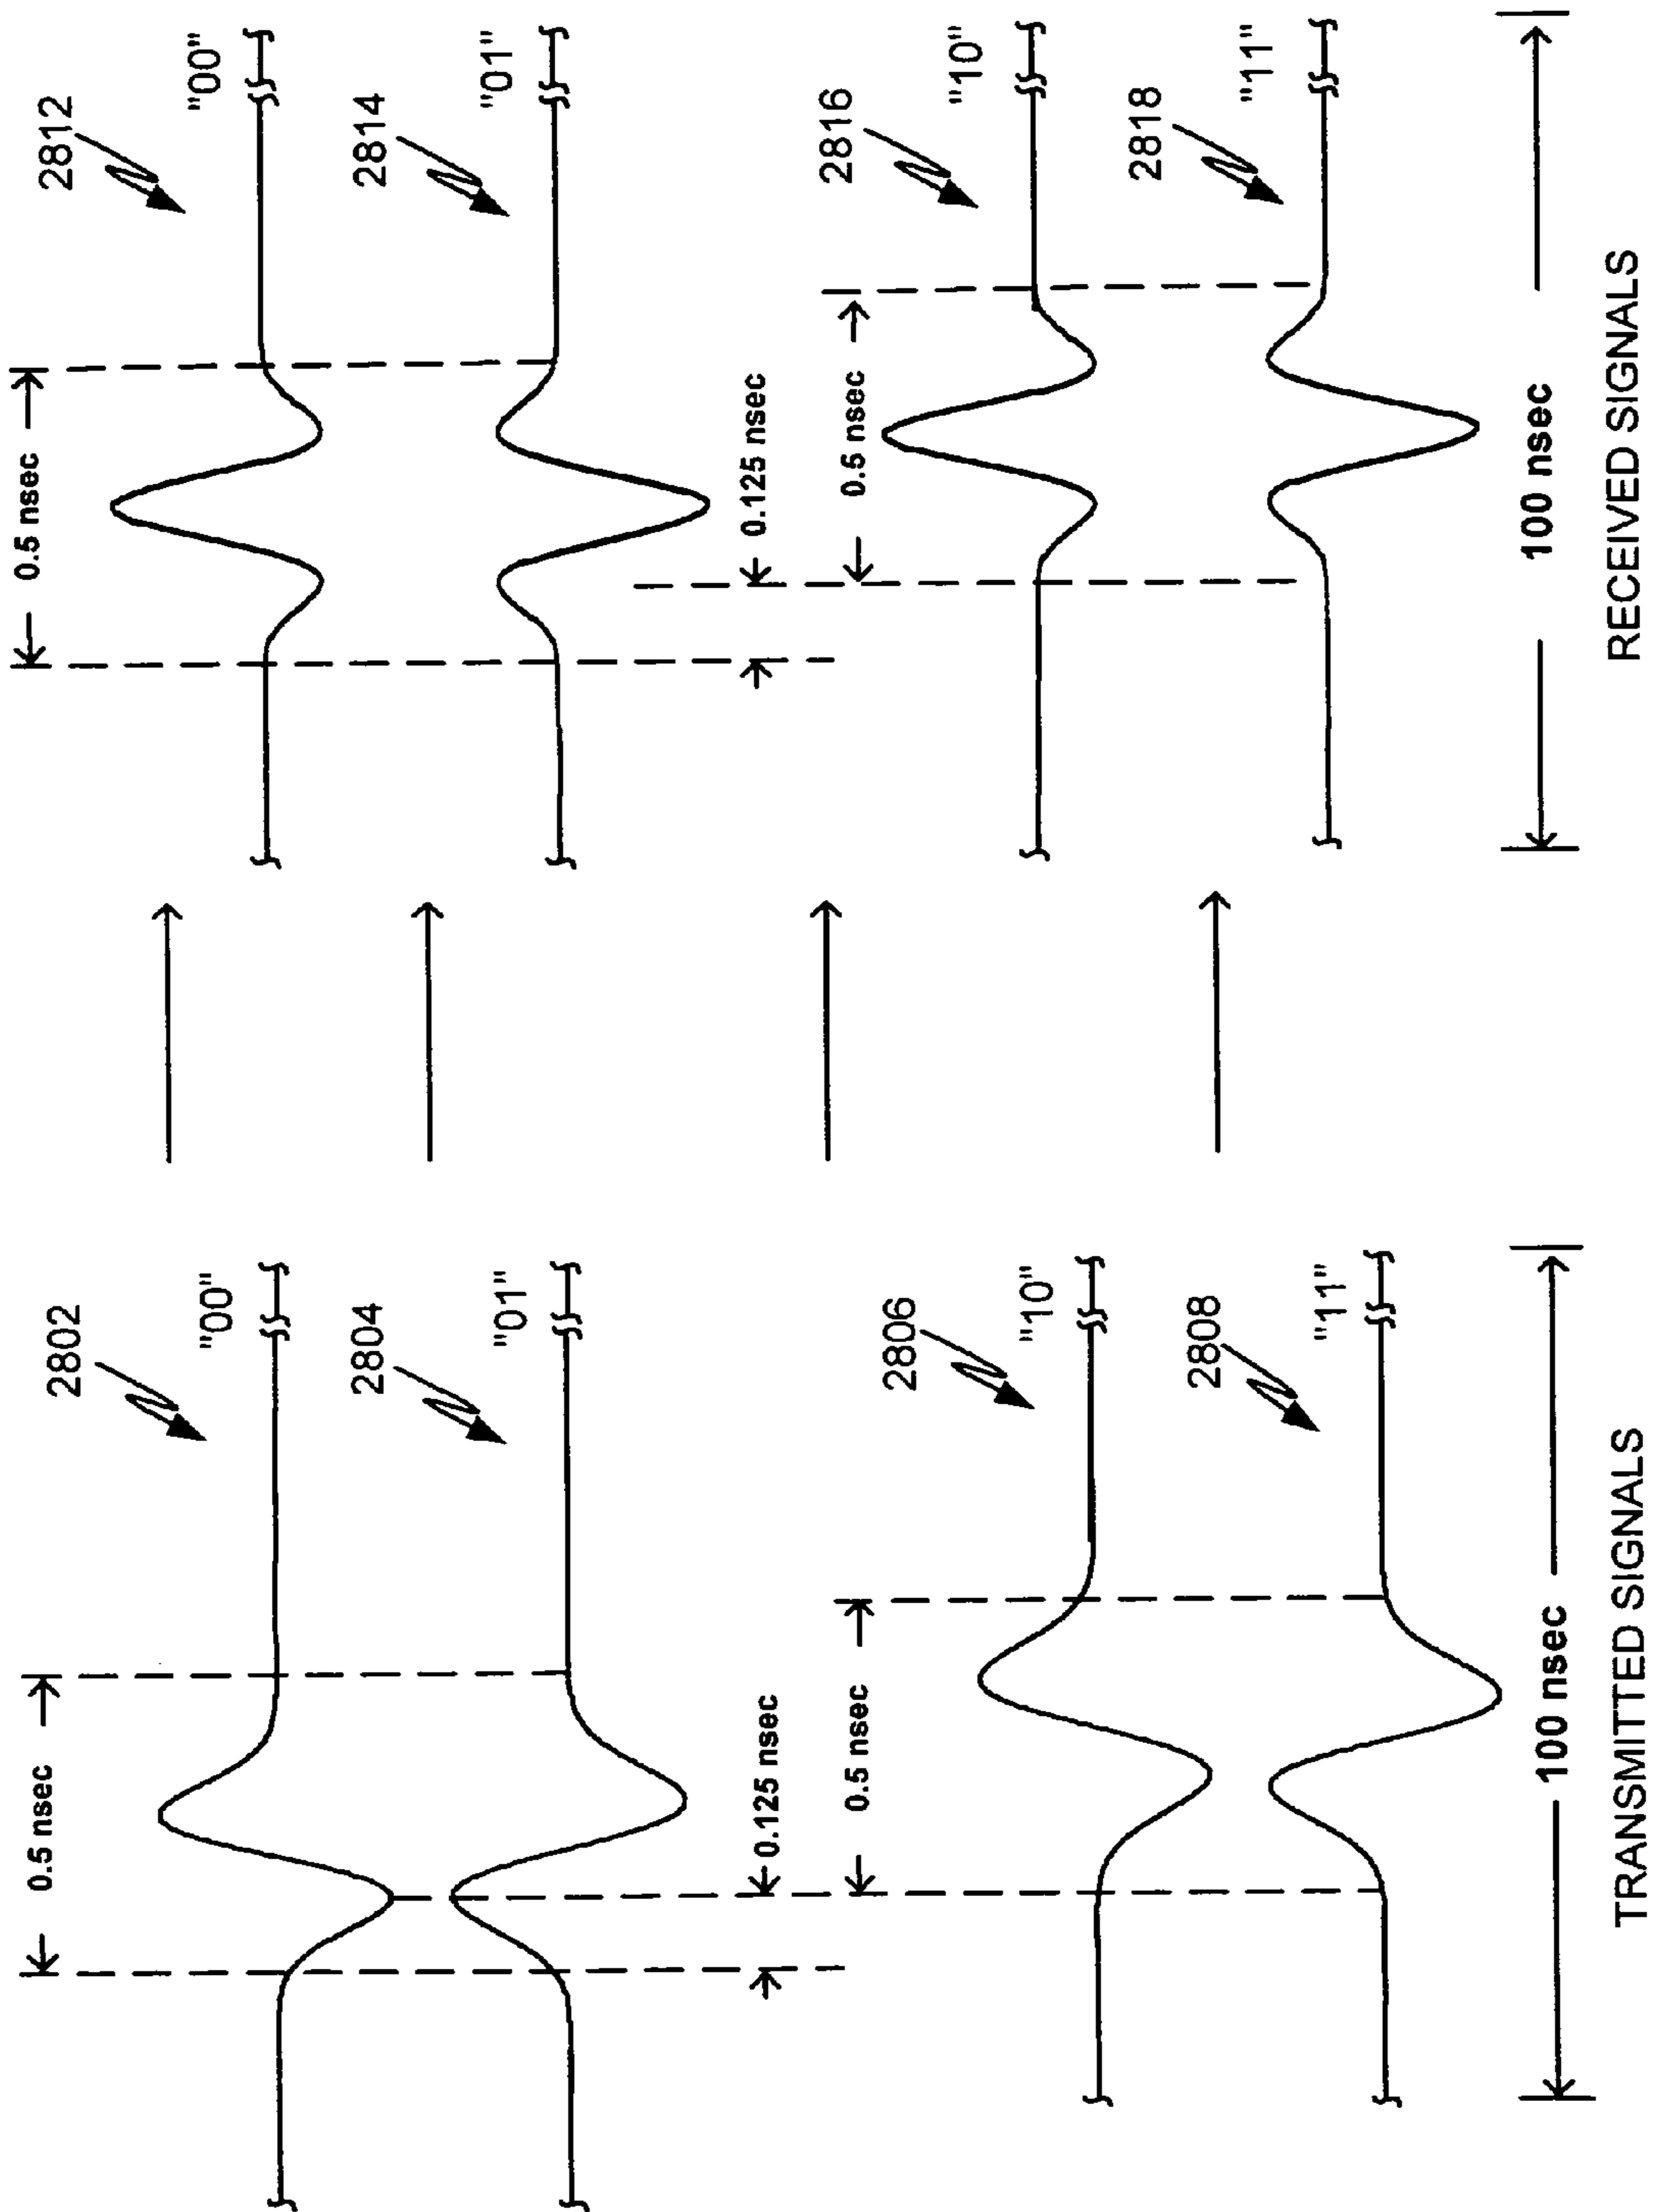 0.5 nsec
2802
"00"
2804
"01"
0.125 nsec
0.5 nsec
2806
"10"
2808
"11"
100 nsec
TRANSMITTED SIGNALS
0.5 nsec
2812
"00"
2814
"01"
0.125 nsec
0.5 nsec
2816
"10"
2818
"11"
100 nsec
RECEIVED SIGNALS